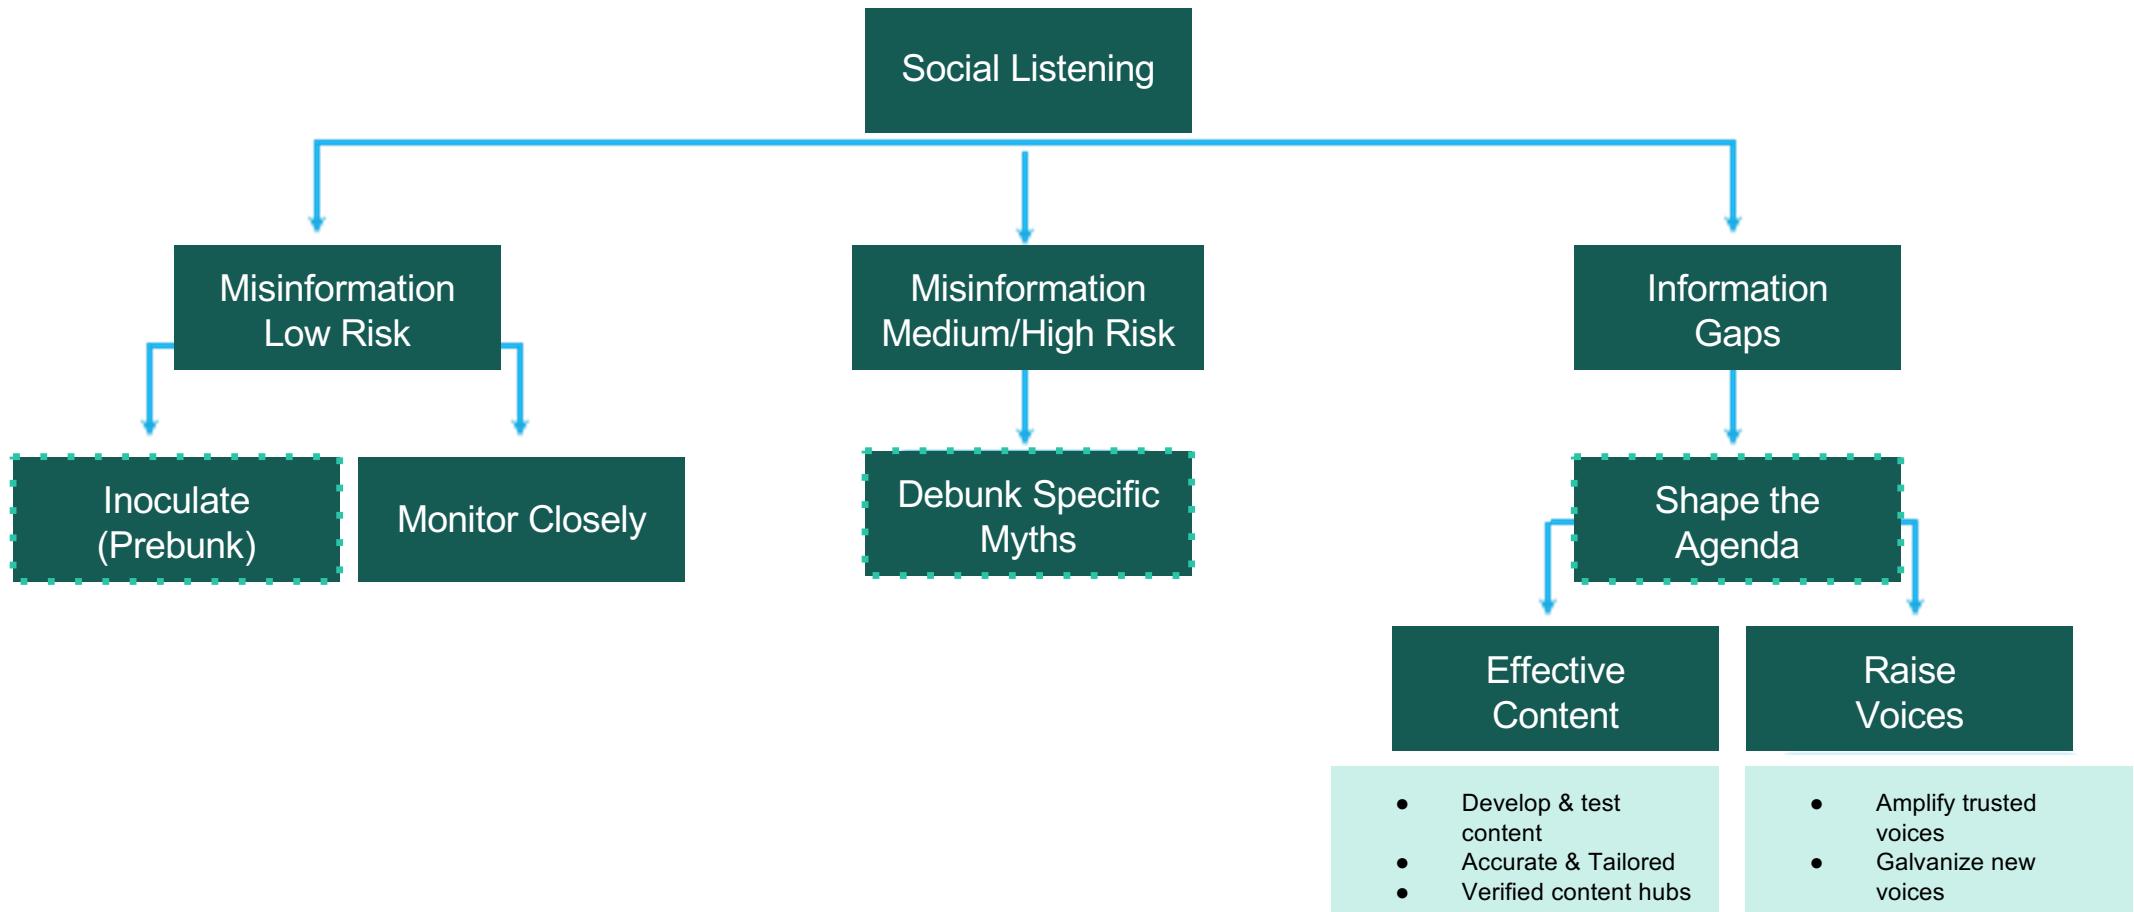 Social Listening
Misinformation
Low Risk
Misinformation
Medium/High Risk
Information
Gaps
Inoculate
(Prebunk)
Monitor Closely
Debunk Specific
Myths
Shape the
Agenda
Effective
Content
Raise
Voices
● Develop & test
content
● Accurate & Tailored
● Verified content hubs
● Amplify trusted
voices
● Galvanize new
voices